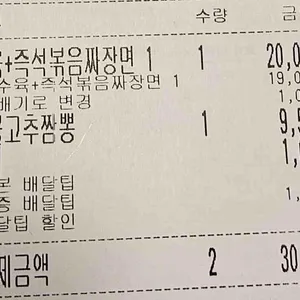 수량 금
+즉석볶음짜장면 1 1 20,0
수육+즉석볶음짜장면 1 19,0
배기로 변경 1,
고추짬뽕 1 9,5
1,
본 배달팁 1,0
증 배달팁 1,
달팁 할인
제금액 2 30